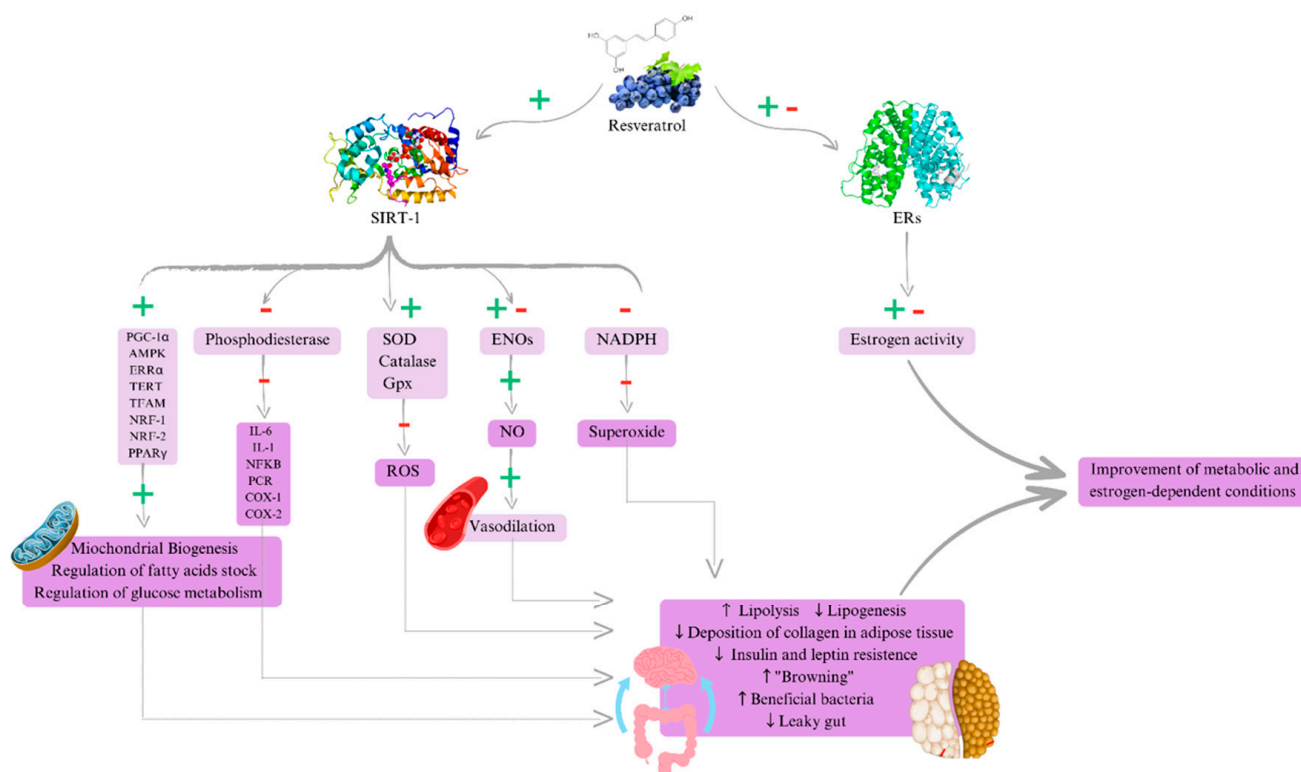 OH
HO
OH
Resveratrol
+
+ -
SIRT-1
ERs
+
-
+
+ -
-
+ -
PGC-1α
AMPK
ERRα
TERT
TFAM
NRF-1
NRF-2
PPARγ
Phosphodiesterase
SOD
Catalase
Gpx
ENOs
NADPH
Estrogen activity
-
+
-
-
IL-6
IL-1
NFKB
PCR
COX-1
COX-2
ROS
NO
Superoxide
+
+
Vasodilation
Improvement of metabolic and
estrogen-dependent conditions
Miochondrial Biogenesis
Regulation of fatty acids stock
Regulation of glucose metabolism
↑ Lipolysis ↓ Lipogenesis
↓ Deposition of collagen in adipose tissue
↓ Insulin and leptin resistence
↑ "Browning"
↑ Beneficial bacteria
↓ Leaky gut